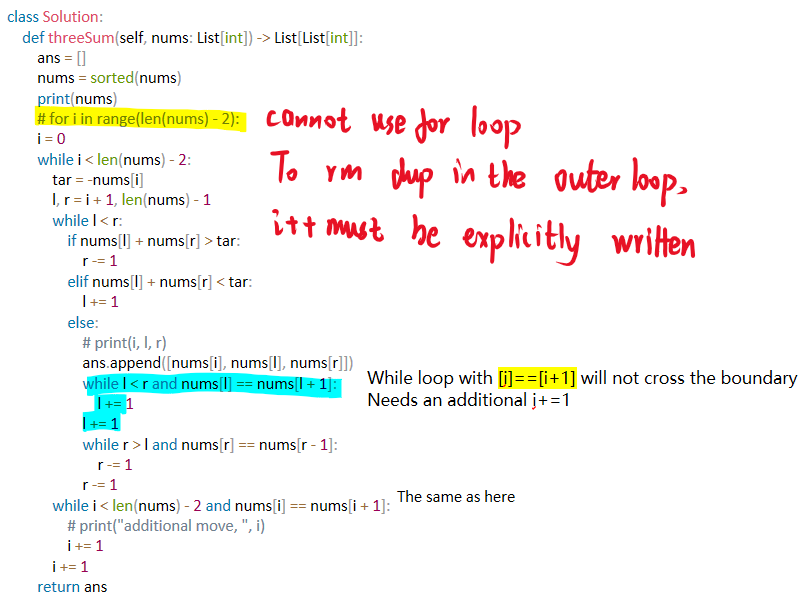 class Solution:
def threeSum(self, nums: List[int]) -> List[List[int]]:
ans = []
nums = sorted(nums)
print(nums)
# for i in range(len(nums) - 2):
cannot use for loop
i = 0
while i < len(nums) - 2:
To rm dup in the outer loop,
tar = -nums[i]
l, r = i + 1, len(nums) - 1
while l < r:
i++ must be explicitly written
if nums[l] + nums[r] > tar:
r -= 1
elif nums[l] + nums[r] < tar:
l += 1
else:
# print(i, l, r)
ans.append([nums[i], nums[l], nums[r]])
while l < r and nums[l] == nums[l + 1]:
While loop with [j]==[i+1] will not cross the boundary
l += 1
Needs an additional j+=1
l += 1
while r > l and nums[r] == nums[r - 1]:
r -= 1
r -= 1
while i < len(nums) - 2 and nums[i] == nums[i + 1]:
The same as here
# print("additional move, ", i)
i += 1
i += 1
return ans